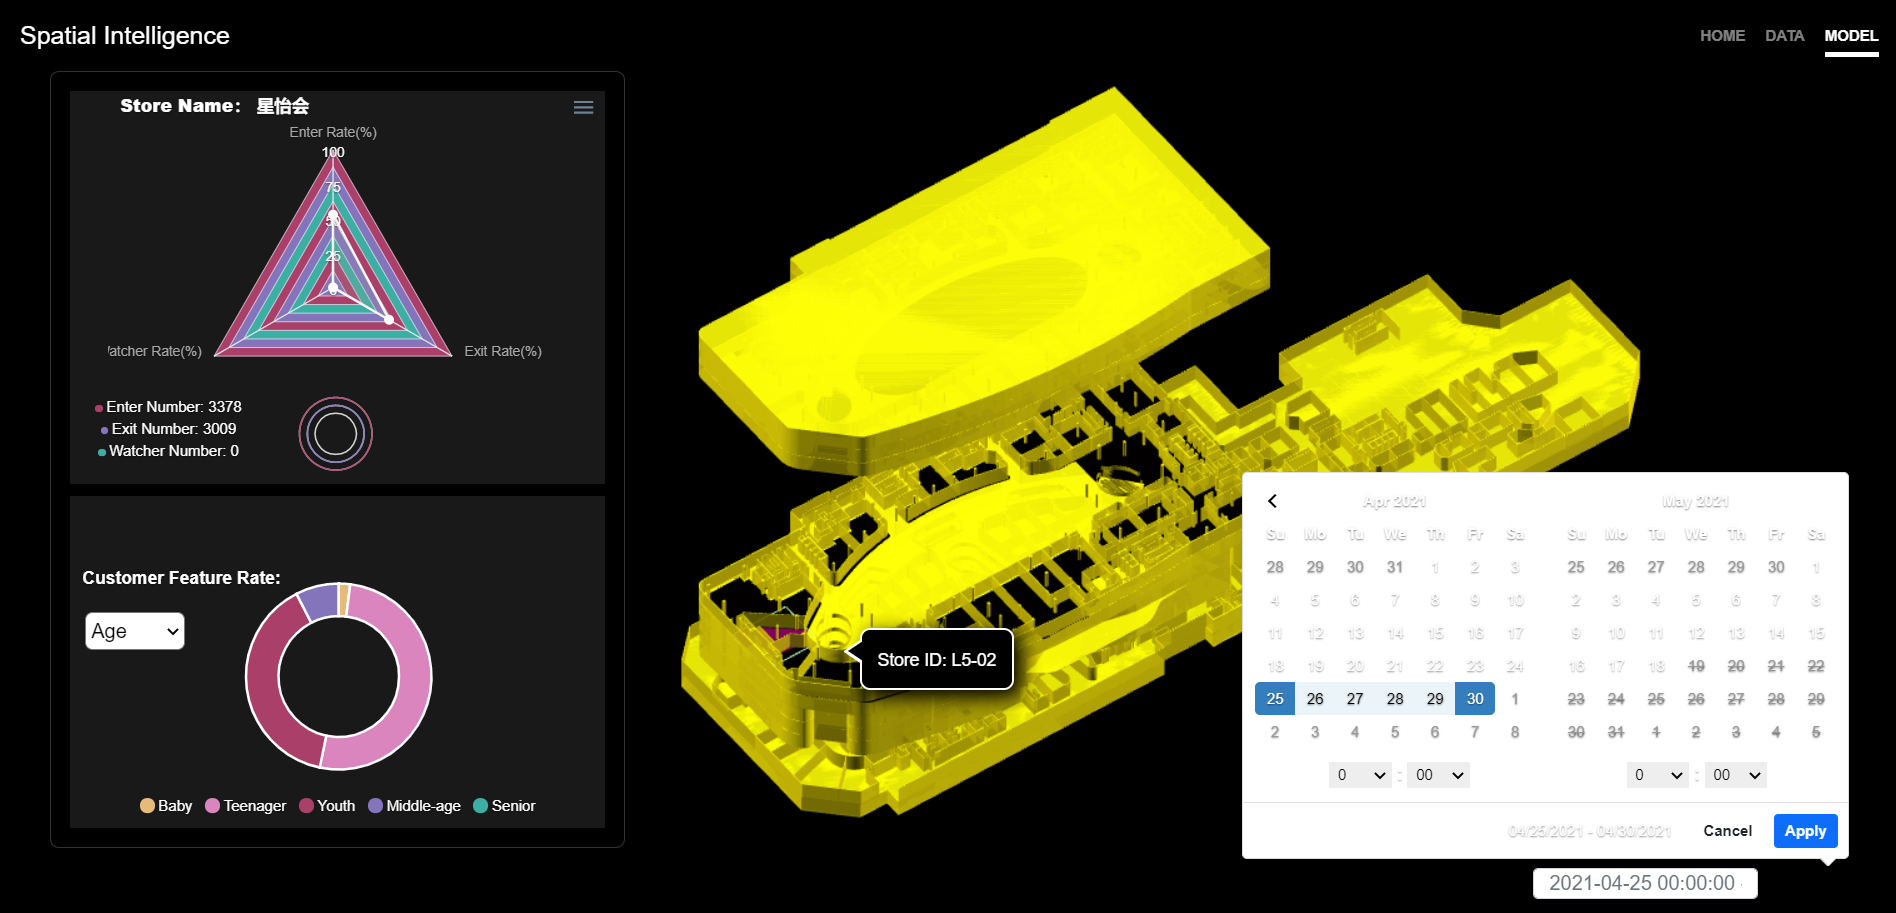 Spatial Intelligence
HOME DATA MODEL
Store Name： 星怡会
Enter Rate(%)
100
75
50
25
0
atcher Rate(%)
Exit Rate(%)
Enter Number: 3378
Exit Number: 3009
Watcher Number: 0
Customer Feature Rate:
Age
Baby Teenager Youth Middle-age Senior
Store ID: L5-02
Apr 2021
Su Mo Tu We Th Fr Sa
28 29 30 31 1 2 3
4 5 6 7 8 9 10
11 12 13 14 15 16 17
18 19 20 21 22 23 24
25 26 27 28 29 30 1
2 3 4 5 6 7 8
0 : 00
May 2021
Su Mo Tu We Th Fr Sa
25 26 27 28 29 30 1
2 3 4 5 6 7 8
9 10 11 12 13 14 15
16 17 18 19 20 21 22
23 24 25 26 27 28 29
30 31 1 2 3 4 5
0 : 00
04/25/2021 - 04/30/2021 Cancel Apply
2021-04-25 00:00:00 -